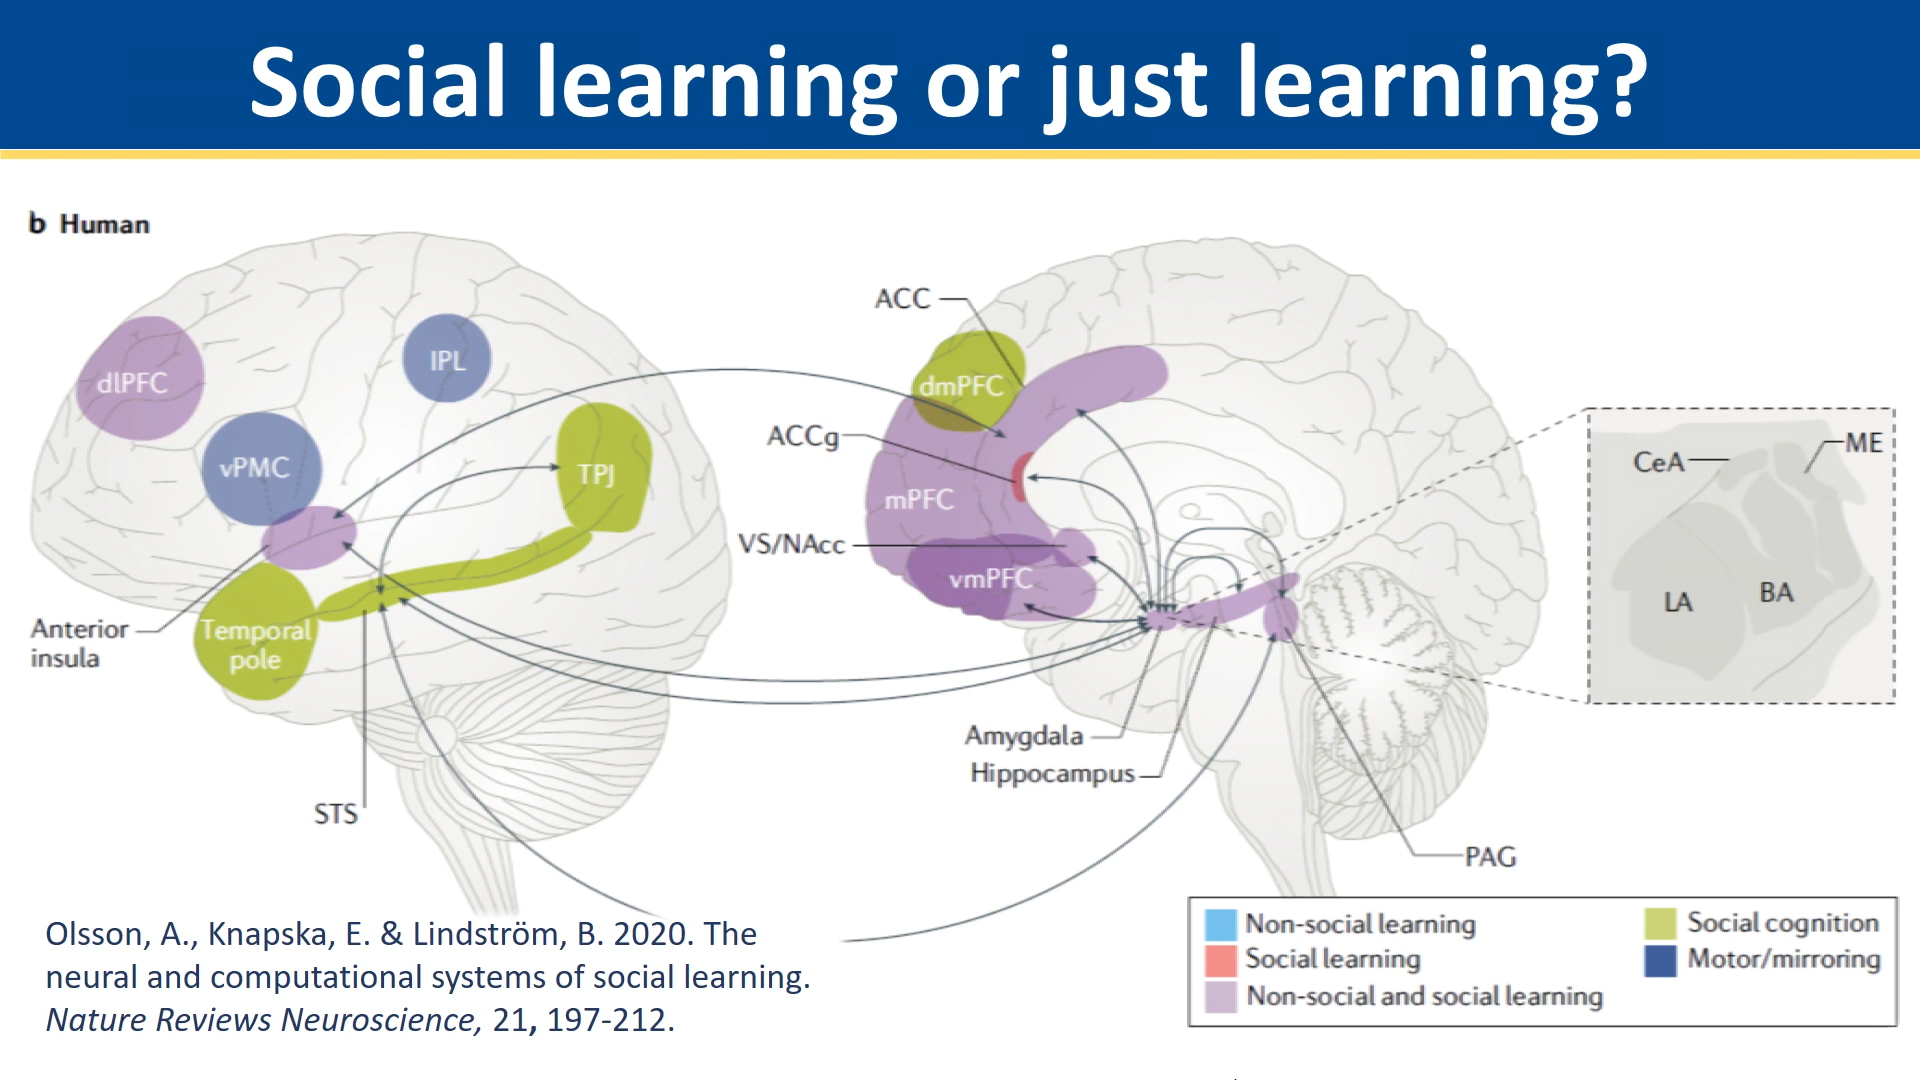 Social learning or just learning?
b Human
dlPFC
IPL
vPMC
TPJ
Anterior
insula
Temporal
pole
STS
ACC
dmPFC
ACCg
mPFC
VS/NAcc
vmPFC
Amygdala
Hippocampus
PAG
CeA
ME
LA
BA
Olsson, A., Knapska, E. & Lindström, B. 2020. The
neural and computational systems of social learning.
Nature Reviews Neuroscience, 21, 197-212.
Non-social learning
Social learning
Non-social and social learning
Social cognition
Motor/mirroring